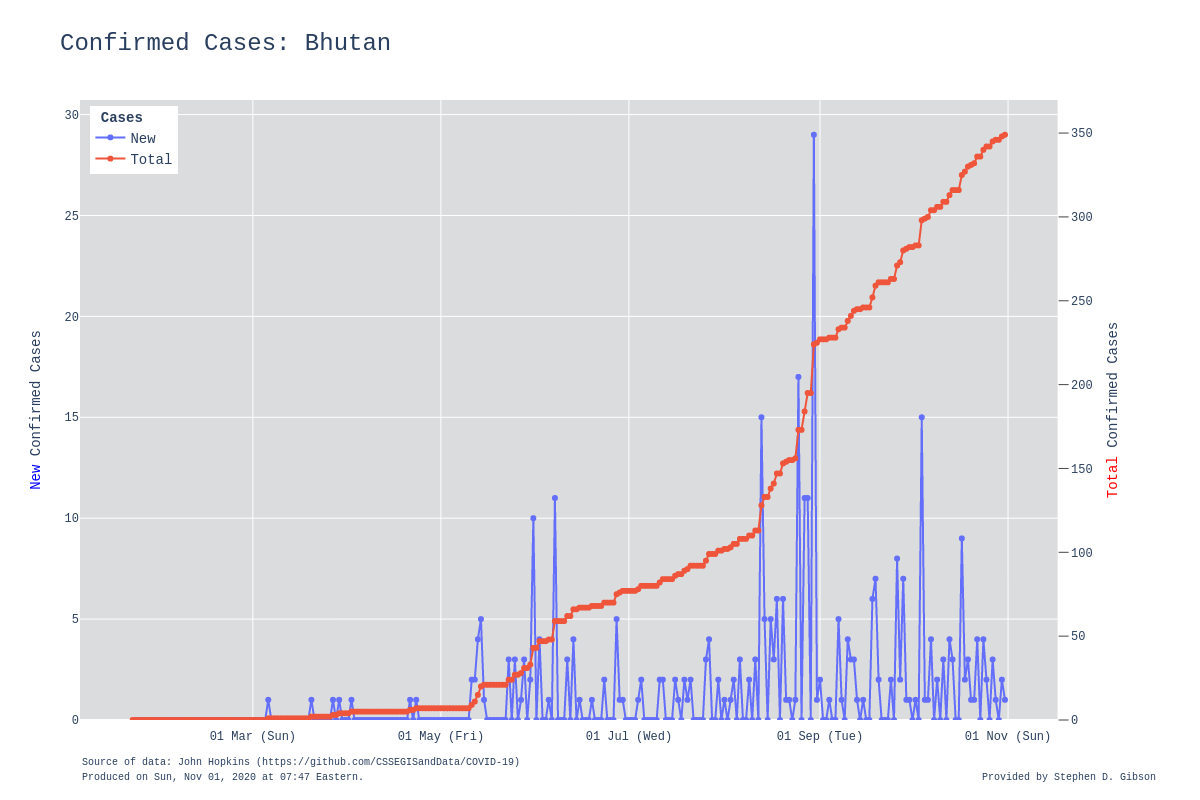 Confirmed Cases: Bhutan
Cases
New
Total
30
25
20
15
10
5
0
350
300
250
200
150
100
50
0
New Confirmed Cases
Total Confirmed Cases
01 Mar (Sun)
01 May (Fri)
01 Jul (Wed)
01 Sep (Tue)
01 Nov (Sun)
Source of data: John Hopkins (https://github.com/CSSEGISandData/COVID-19)
Produced on Sun, Nov 01, 2020 at 07:47 Eastern.
Provided by Stephen D. Gibson